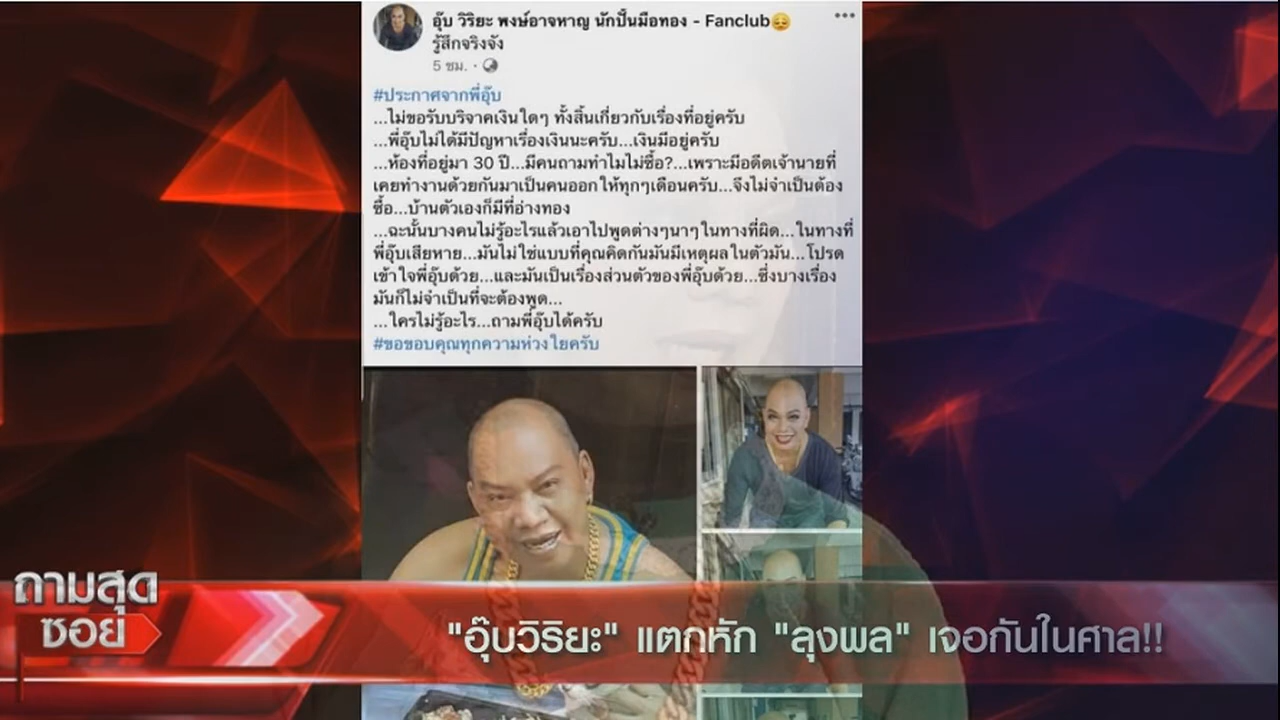 อุ๊บ วิริยะ พงษ์อาจหาญ นักปั้นมือทอง - Fanclub😔
รู้สึกจริงจัง
5 ชม. ·
#ประกาศจากพี่อุ๊บ
...ไม่ขอรับบริจาคเงินใดๆ ทั้งสิ้นเกี่ยวกับเรื่องที่อยู่ครับ
...พี่อุ๊บไม่ได้มีปัญหาเรื่องเงินนะครับ...เงินมีอยู่ครับ
...ห้องที่อยู่มา 30 ปี...มีคนถามทำไมไม่ซื้อ?...เพราะมีอดีตเจ้านายที่
เคยทำงานด้วยกันมาเป็นคนออกให้ทุกๆเดือนครับ...จึงไม่จำเป็นต้อง
ซื้อ...บ้านตัวเองก็มีที่อ่างทอง
...ฉะนั้นบางคนไม่รู้อะไรแล้วเอาไปพูดต่างๆนาๆในทางที่ผิด...ในทางที่
พี่อุ๊บเสียหาย...มันไม่ใช่แบบที่คุณคิดกันมันมีเหตุผลในตัวมัน...โปรด
เข้าใจพี่อุ๊บด้วย...และมันเป็นเรื่องส่วนตัวของพี่อุ๊บด้วย...ซึ่งบางเรื่อง
มันก็ไม่จำเป็นที่จะต้องพูด...
...ใครไม่รู้อะไร...ถามพี่อุ๊บได้ครับ
#ขอขอบคุณทุกความห่วงใยครับ
ถามสุด
ซอย
"อุ๊บวิริยะ" แตกหัก "ลุงพล" เจอกันในศาล!!